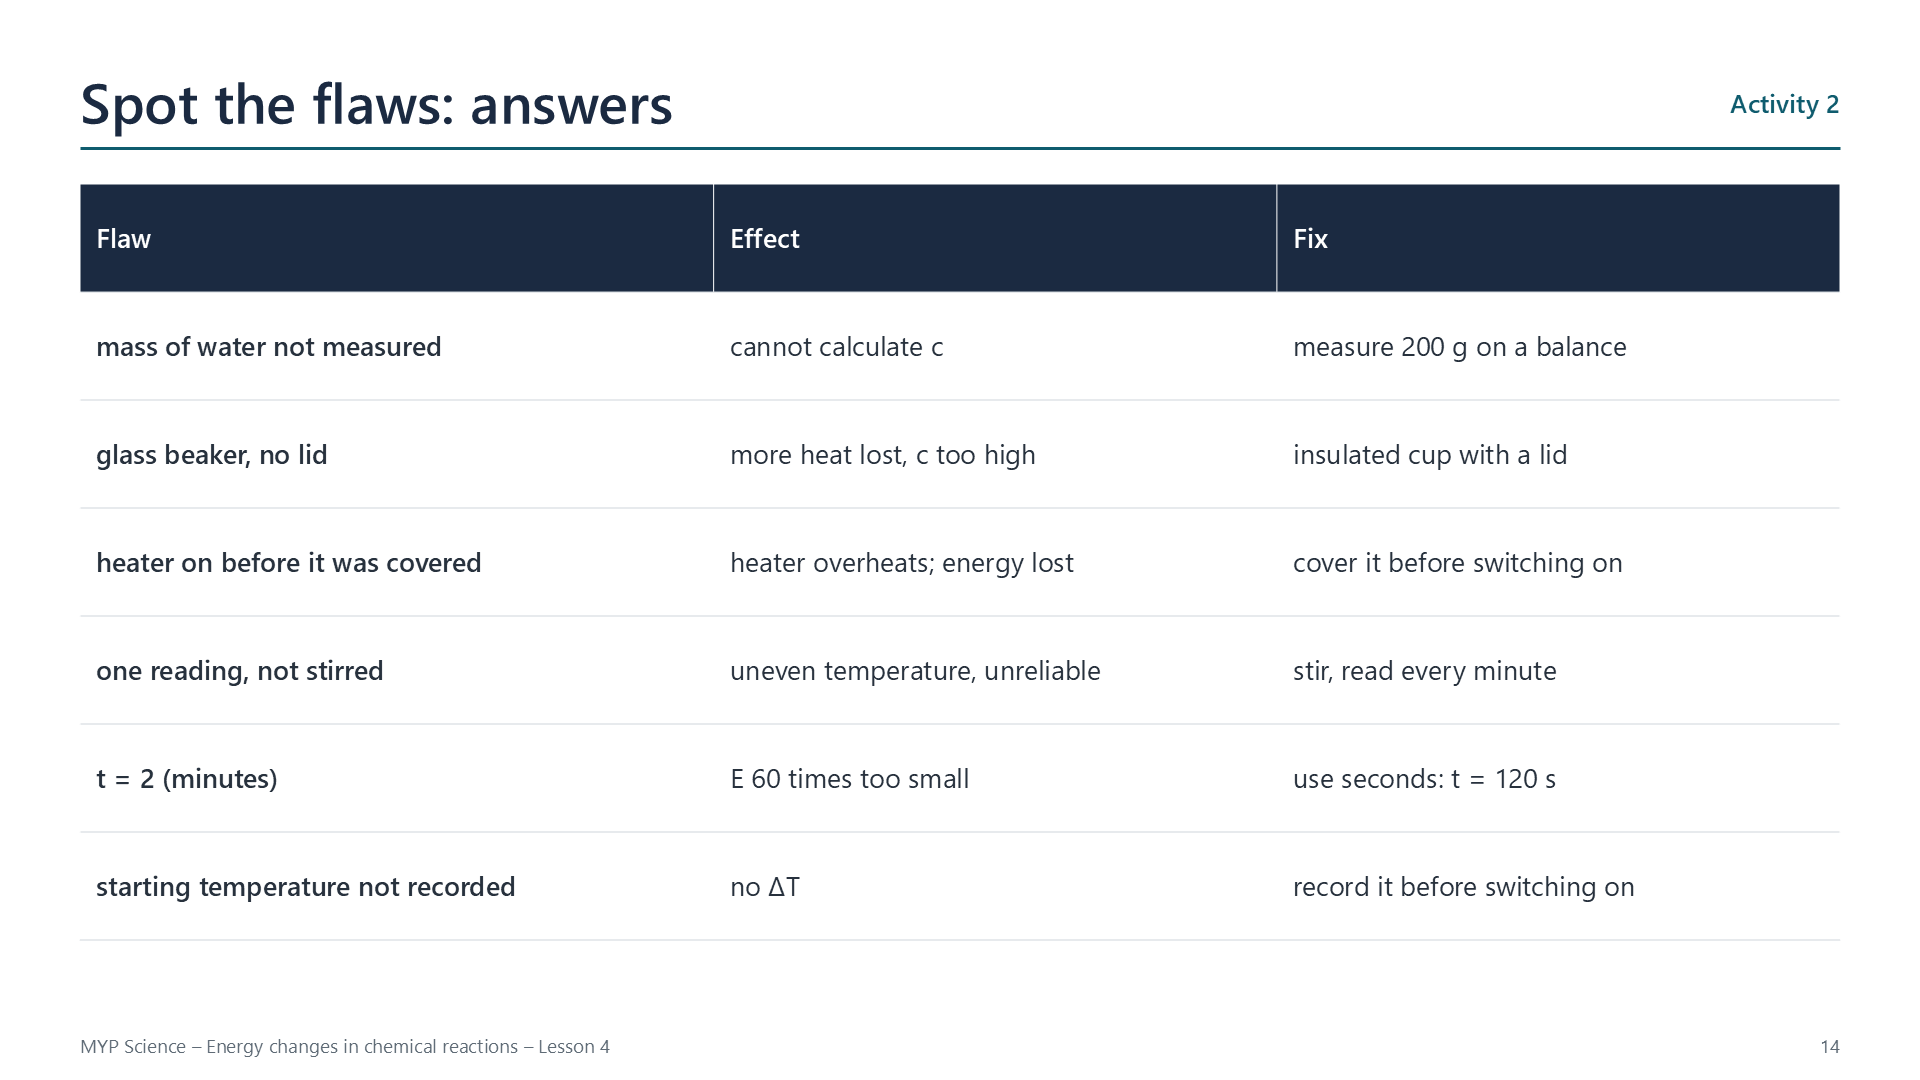 Spot the flaws: answers
Activity 2
Flaw Effect Fix
mass of water not measured cannot calculate c measure 200 g on a balance
glass beaker, no lid more heat lost, c too high insulated cup with a lid
heater on before it was covered heater overheats; energy lost cover it before switching on
one reading, not stirred uneven temperature, unreliable stir, read every minute
t = 2 (minutes) E 60 times too small use seconds: t = 120 s
starting temperature not recorded no ΔT record it before switching on
MYP Science – Energy changes in chemical reactions – Lesson 4
14